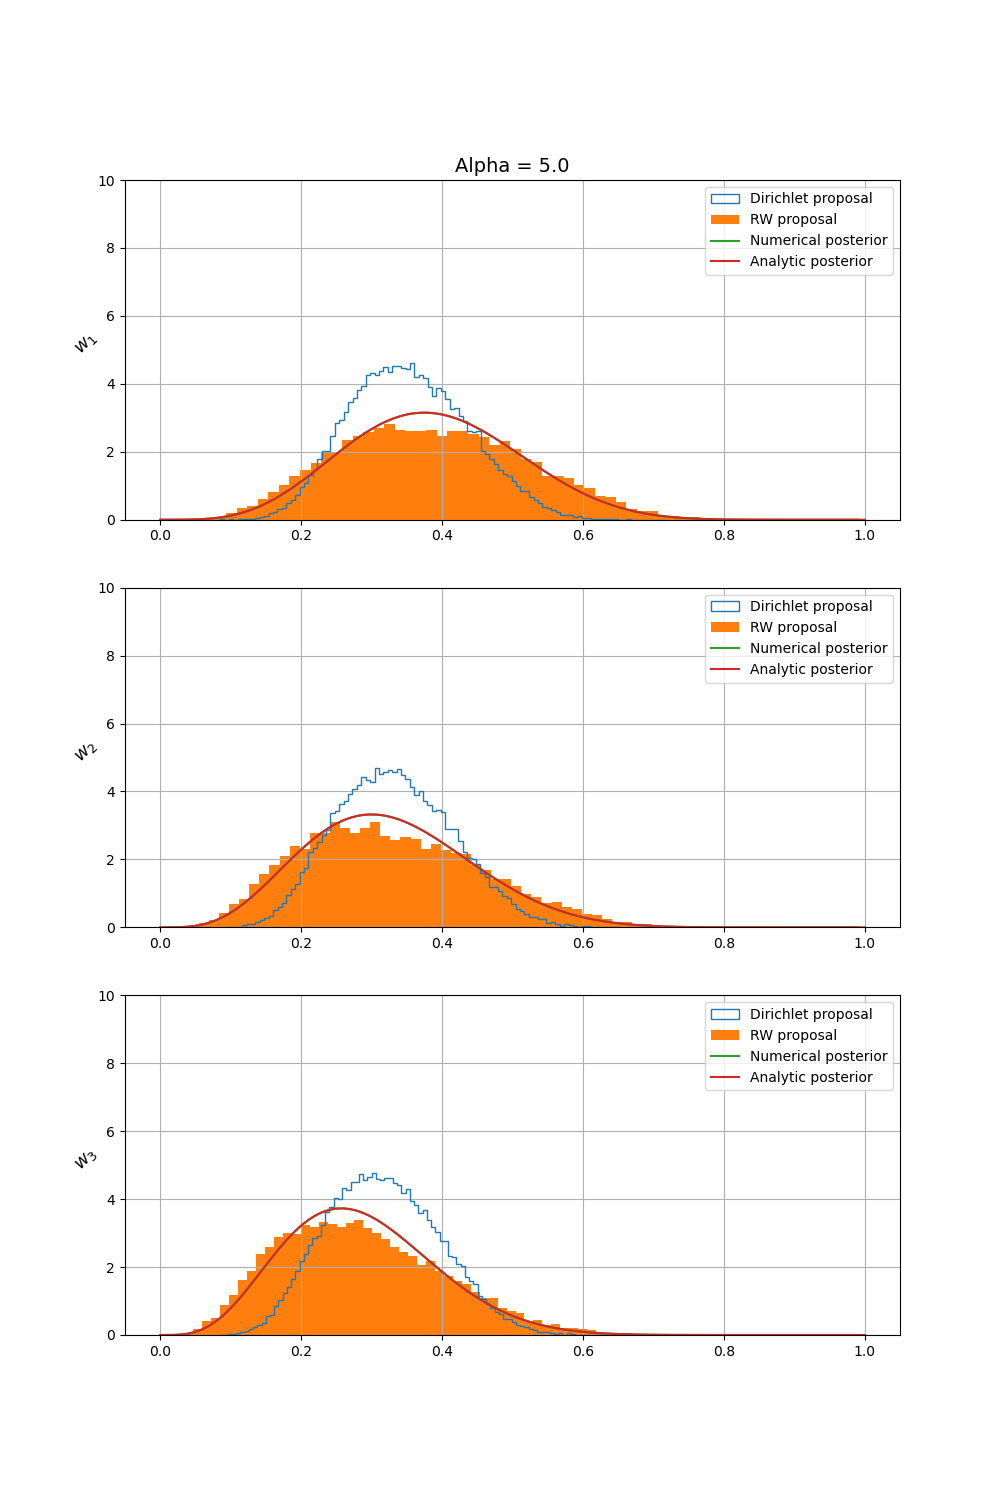 Alpha = 5.0
10
8
6
4
2
0
w1
Dirichlet proposal
RW proposal
Numerical posterior
Analytic posterior
0.0 0.2 0.4 0.6 0.8 1.0
10
8
6
4
2
0
w2
Dirichlet proposal
RW proposal
Numerical posterior
Analytic posterior
0.0 0.2 0.4 0.6 0.8 1.0
10
8
6
4
2
0
w3
Dirichlet proposal
RW proposal
Numerical posterior
Analytic posterior
0.0 0.2 0.4 0.6 0.8 1.0